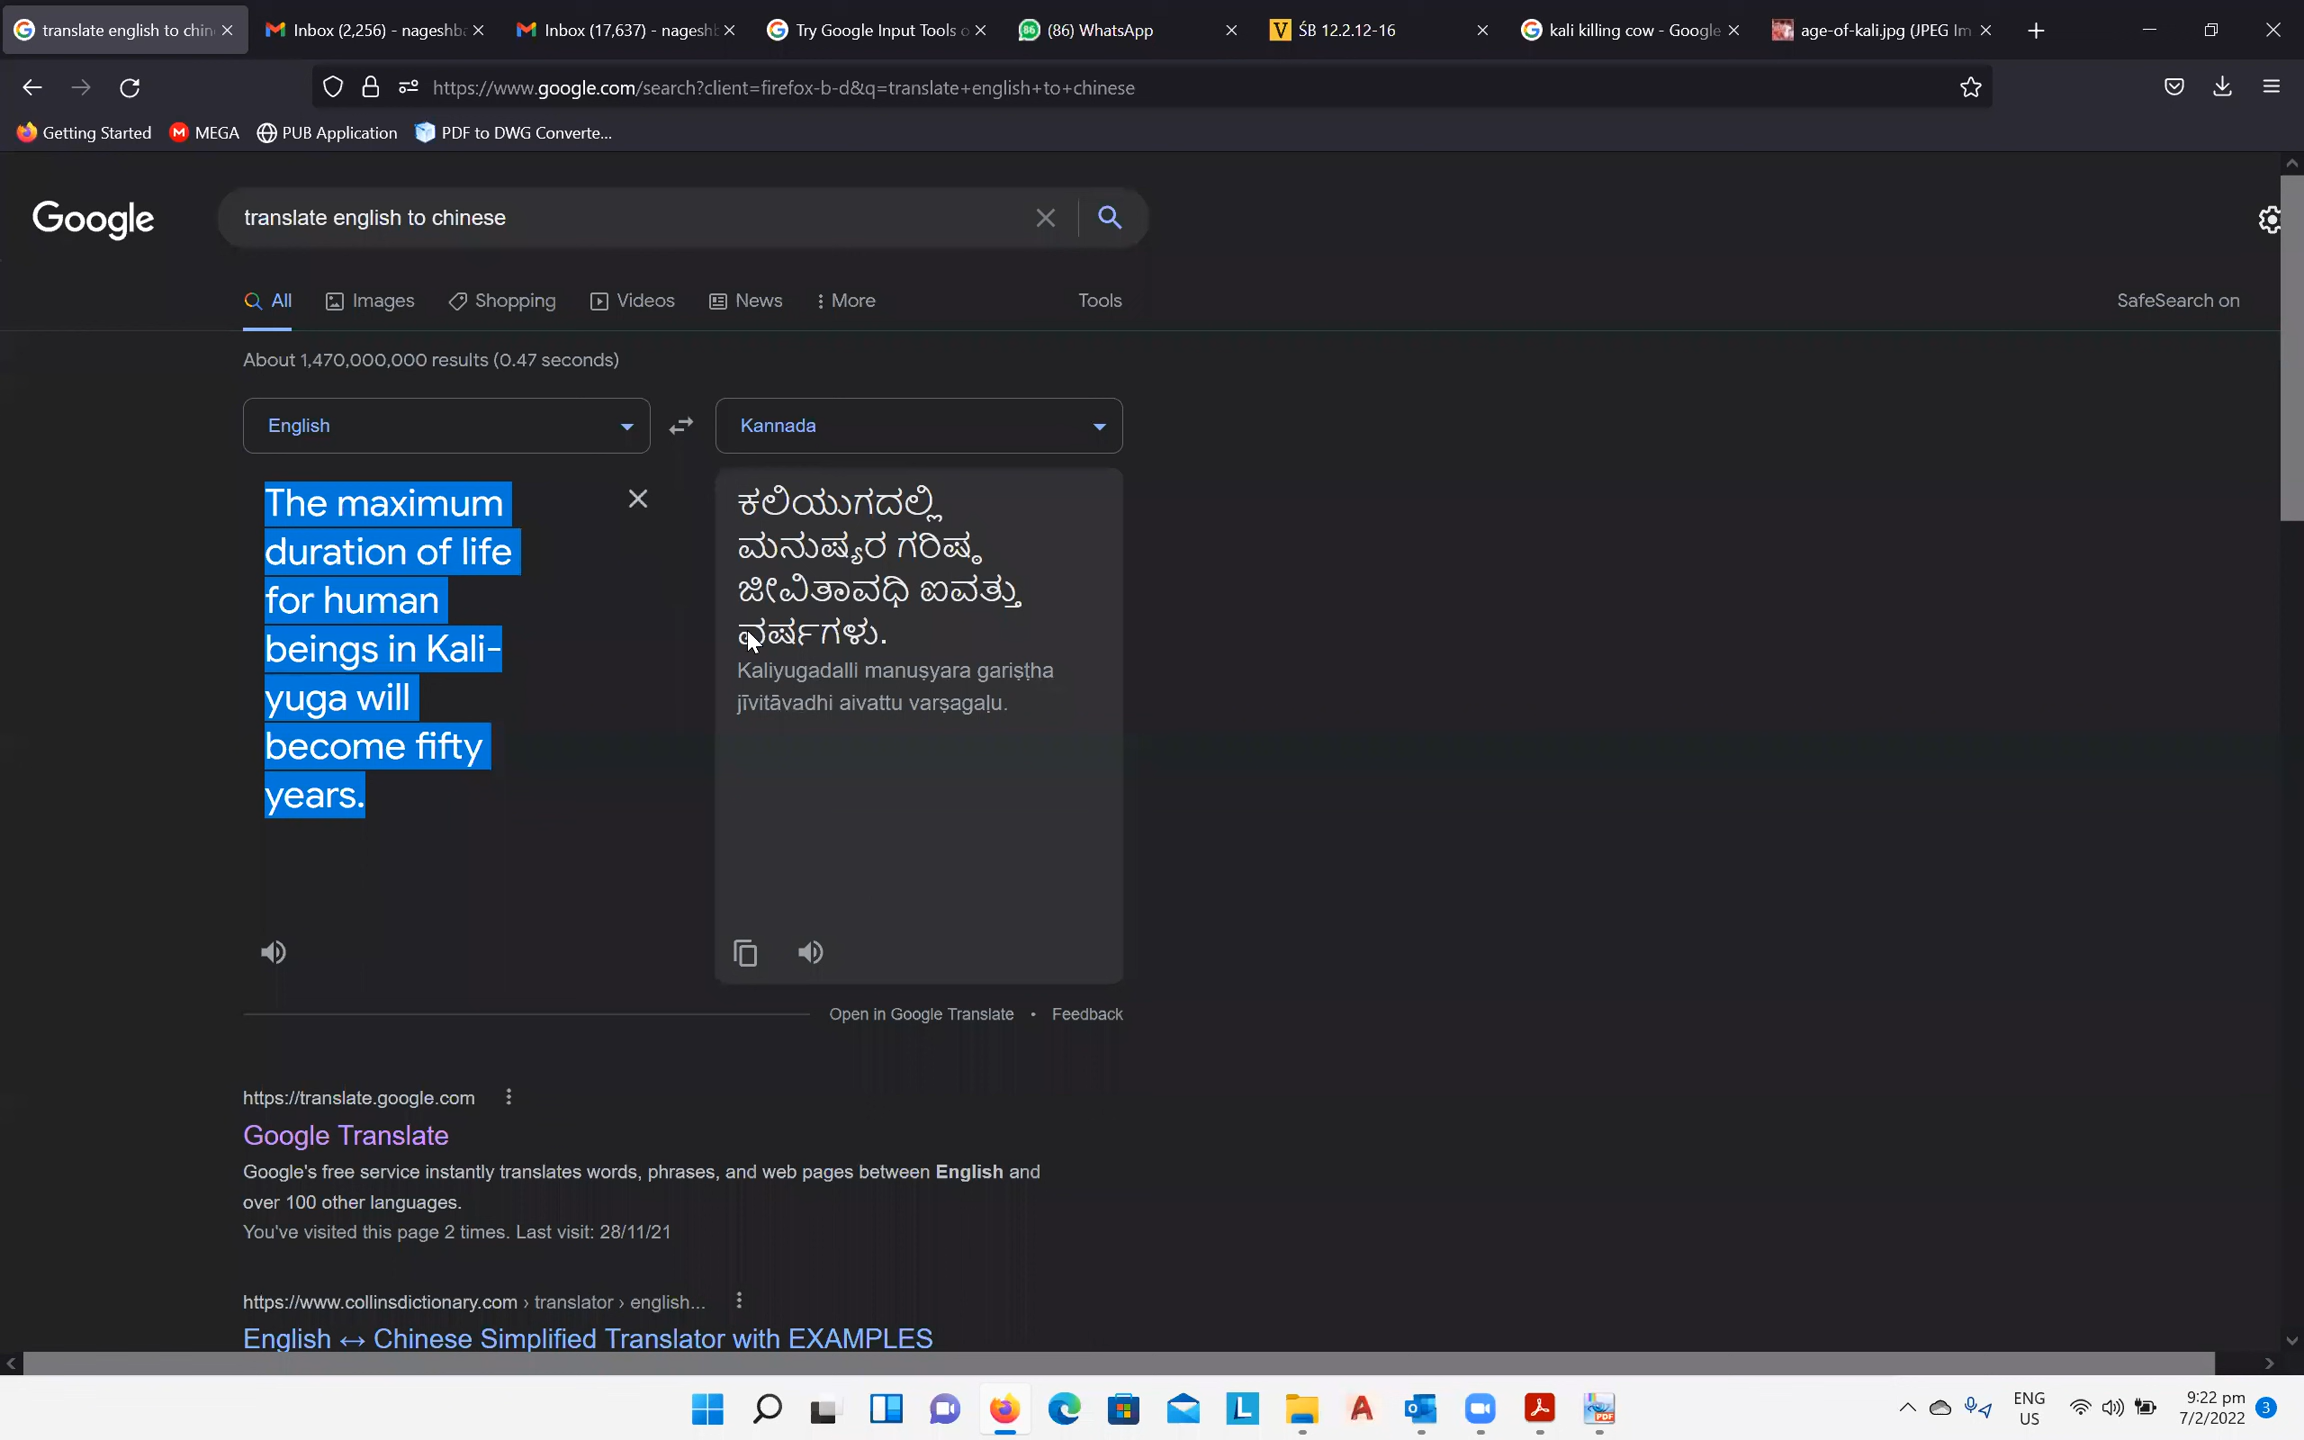 translate english to chin
Inbox (2,256) - nageshba
Inbox (17,637) - nagesht
Try Google Input Tools o
86 (86) WhatsApp
V ŚB 12.2.12-16
kali killing cow - Google
age-of-kali.jpg (JPEG Im
https://www.google.com/search?client=firefox-b-d&q=translate+english+to+chinese
Getting Started
M MEGA
PUB Application
PDF to DWG Converte...
Google
translate english to chinese
All
Images
Shopping
Videos
News
More
Tools
SafeSearch on
About 1,470,000,000 results (0.47 seconds)
English
Kannada
The maximum
duration of life
for human
beings in Kali-
yuga will
become fifty
years.
ಕಲಿಯುಗದಲ್ಲಿ
ಮನುಷ್ಯರ ಗರಿಷ್ಠ
ಜೀವಿತಾವಧಿ ಐವತ್ತು
ವರ್ಷಗಳು.
Kaliyugadalli manuṣyara gariṣṭha
jīvitāvadhi aivattu varṣagaḷu.
Open in Google Translate • Feedback
https://translate.google.com
Google Translate
Google's free service instantly translates words, phrases, and web pages between English and
over 100 other languages.
You've visited this page 2 times. Last visit: 28/11/21
https://www.collinsdictionary.com › translator › english...
English ↔ Chinese Simplified Translator with EXAMPLES
L
PDF
ENG
US
9:22 pm
7/2/2022
3